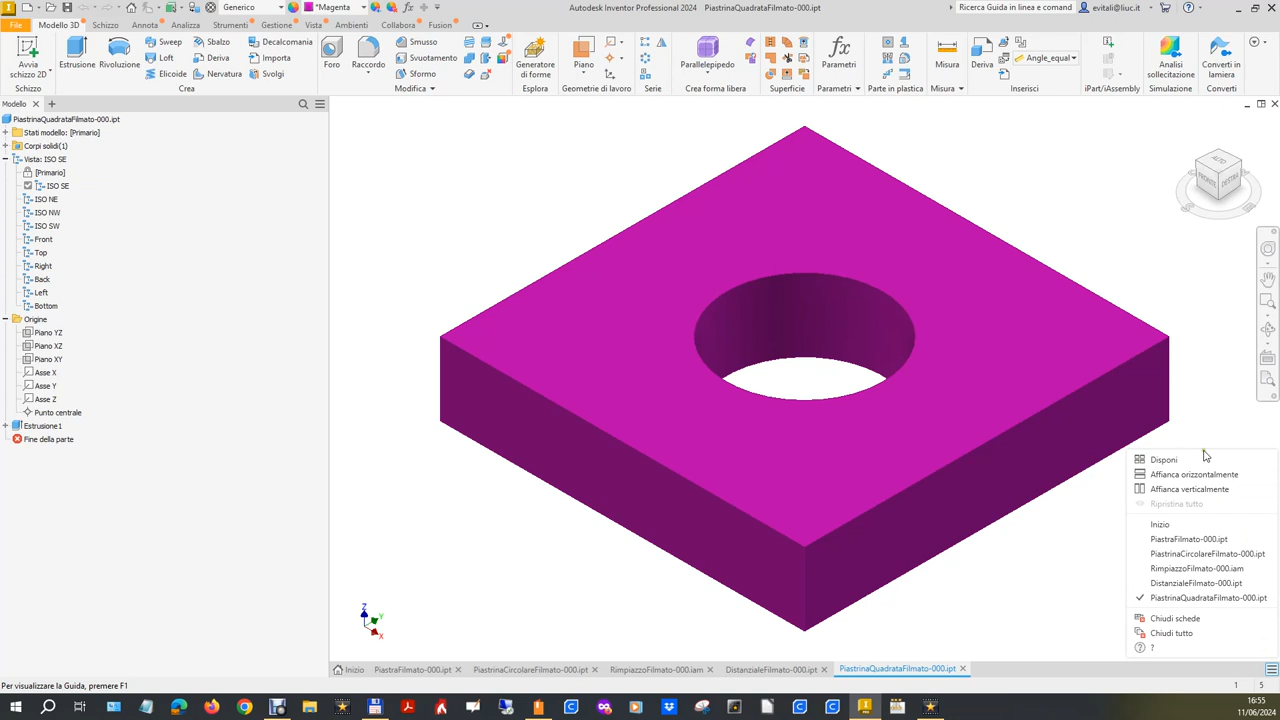 Generico
*Magenta
Autodesk Inventor Professional 2024 PiastrinaQuadrataFilmato-000.ipt
Ricerca Guida in linea e comand
evitali@liuc.it
File
Modello 3D
Schizzo
Annota
Analizza
Strumenti
Gestione
Vista
Ambienti
Collabora
Fusion
Avvia
schizzo 2D
Schizzo
Estrusione
Rivoluzione
Sweep
Loft
Elicoide
Sbalzo
Deriva
Nervatura
Decalcomania
Importa
Svolgi
Crea
Foro
Raccordo
Smusso
Svuotamento
Sformo
Modifica
Generatore
di forme
Esplora
Piano
Geometrie di lavoro
Serie
Parallelepipedo
Crea forma libera
Superficie
Parametri
Parametri
Parte in plastica
Misura
Misura
Deriva
Angle_equal
Inserisci
iPart/iAssembly
Analisi
sollecitazione
Simulazione
Converti in
lamiera
Converti
Modello
PiastrinaQuadrataFilmato-000.ipt
Stati modello: [Primario]
Corpi solidi(1)
Vista: ISO SE
[Primario]
ISO SE
ISO NE
ISO NW
ISO SW
Front
Top
Right
Back
Left
Bottom
Origine
Piano YZ
Piano XZ
Piano XY
Asse X
Asse Y
Asse Z
Punto centrale
Estrusione1
Fine della parte
ALTO
FRONTE
DESTRA
Z
Y
X
Disponi
Affianca orizzontalmente
Affianca verticalmente
Ripristina tutto
Inizio
PiastraFilmato-000.ipt
PiastrinaCircolareFilmato-000.ipt
RimpiazzoFilmato-000.iam
DistanzialeFilmato-000.ipt
PiastrinaQuadrataFilmato-000.ipt
Chiudi schede
Chiudi tutto
?
Inizio
PiastraFilmato-000.ipt
PiastrinaCircolareFilmato-000.ipt
RimpiazzoFilmato-000.iam
DistanzialeFilmato-000.ipt
PiastrinaQuadrataFilmato-000.ipt
Per visualizzare la Guida, premere F1
1
5
16:55
11/06/2024